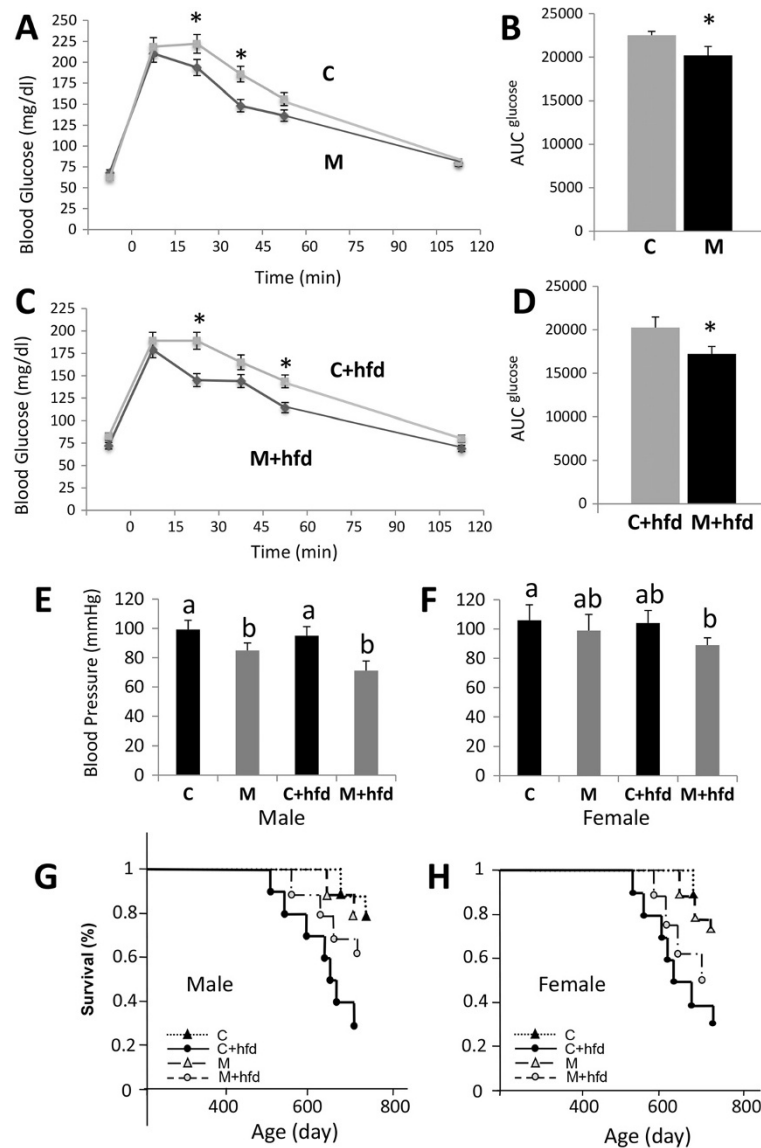 A
Blood Glucose (mg/dl)
250
225
200
175
150
125
100
75
50
25
0
* *
C
M
0 15 30 45 60 75 90 105 120
Time (min)
B
AUC glucose
25000
20000
15000
10000
5000
0
*
C M
C
Blood Glucose (mg/dl)
225
200
175
150
125
100
75
50
25
0
* *
C+hfd
M+hfd
0 15 30 45 60 75 90 105 120
Time (min)
D
AUC glucose
25000
20000
15000
10000
5000
0
*
C+hfd M+hfd
E
Blood Pressure (mmHg)
120
100
80
60
40
20
0
a b a b
C M C+hfd M+hfd
Male
F
120
100
80
60
40
20
0
a ab ab b
C M C+hfd M+hfd
Female
G
Survival (%)
1
0.8
0.6
0.4
0.2
0
Male
C
C+hfd
M
M+hfd
400 600 800
Age (day)
H
1
0.8
0.6
0.4
0.2
0
Female
C
C+hfd
M
M+hfd
400 600 800
Age (day)